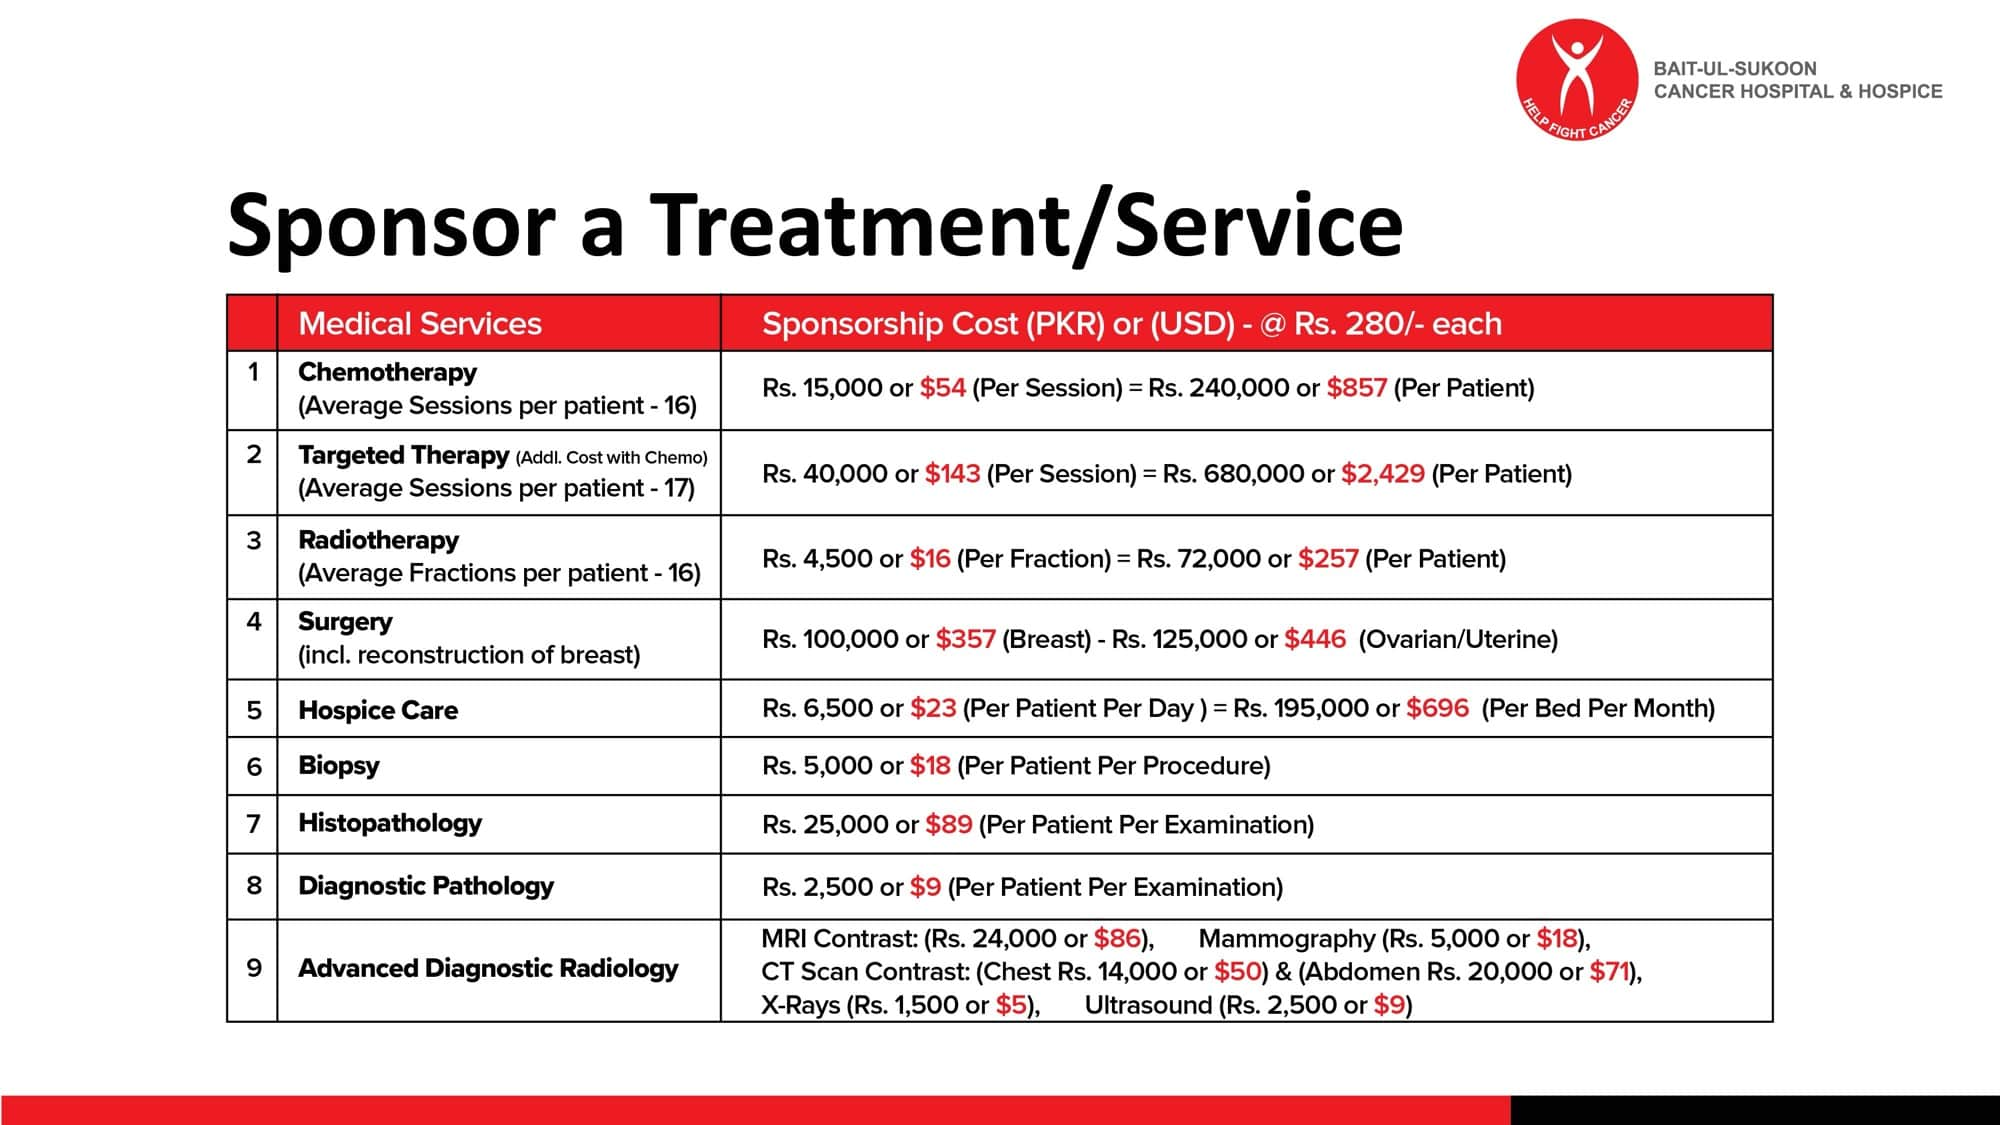 HELP FIGHT CANCER
BAIT-UL-SUKOON
CANCER HOSPITAL & HOSPICE
Sponsor a Treatment/Service
Medical Services
Sponsorship Cost (PKR) or (USD) - @ Rs. 280/- each
1
Chemotherapy
(Average Sessions per patient - 16)
Rs. 15,000 or $54 (Per Session) = Rs. 240,000 or $857 (Per Patient)
2
Targeted Therapy (Addl. Cost with Chemo)
(Average Sessions per patient - 17)
Rs. 40,000 or $143 (Per Session) = Rs. 680,000 or $2,429 (Per Patient)
3
Radiotherapy
(Average Fractions per patient - 16)
Rs. 4,500 or $16 (Per Fraction) = Rs. 72,000 or $257 (Per Patient)
4
Surgery
(incl. reconstruction of breast)
Rs. 100,000 or $357 (Breast) - Rs. 125,000 or $446 (Ovarian/Uterine)
5
Hospice Care
Rs. 6,500 or $23 (Per Patient Per Day ) = Rs. 195,000 or $696 (Per Bed Per Month)
6
Biopsy
Rs. 5,000 or $18 (Per Patient Per Procedure)
7
Histopathology
Rs. 25,000 or $89 (Per Patient Per Examination)
8
Diagnostic Pathology
Rs. 2,500 or $9 (Per Patient Per Examination)
9
Advanced Diagnostic Radiology
MRI Contrast: (Rs. 24,000 or $86), Mammography (Rs. 5,000 or $18),
CT Scan Contrast: (Chest Rs. 14,000 or $50) & (Abdomen Rs. 20,000 or $71),
X-Rays (Rs. 1,500 or $5), Ultrasound (Rs. 2,500 or $9)